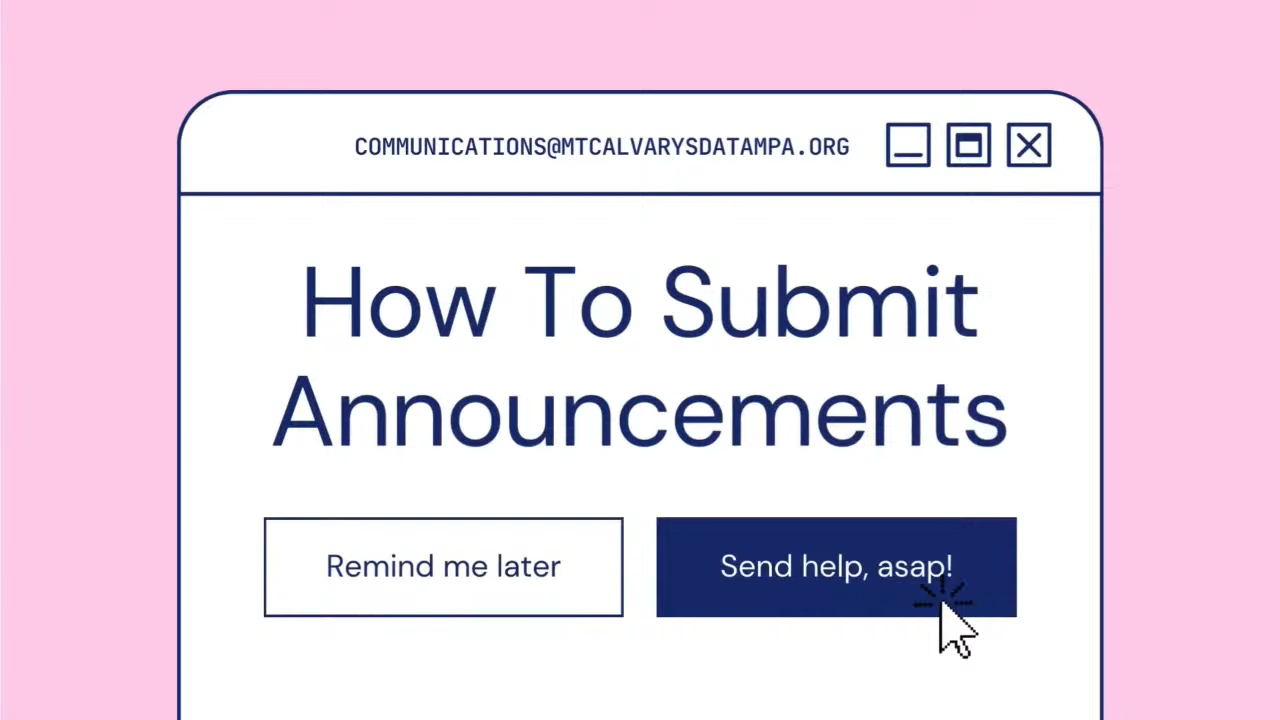 COMMUNICATIONS@MTCALVARYSDATAMPA.ORG
How To Submit
Announcements
Remind me later
Send help, asap!